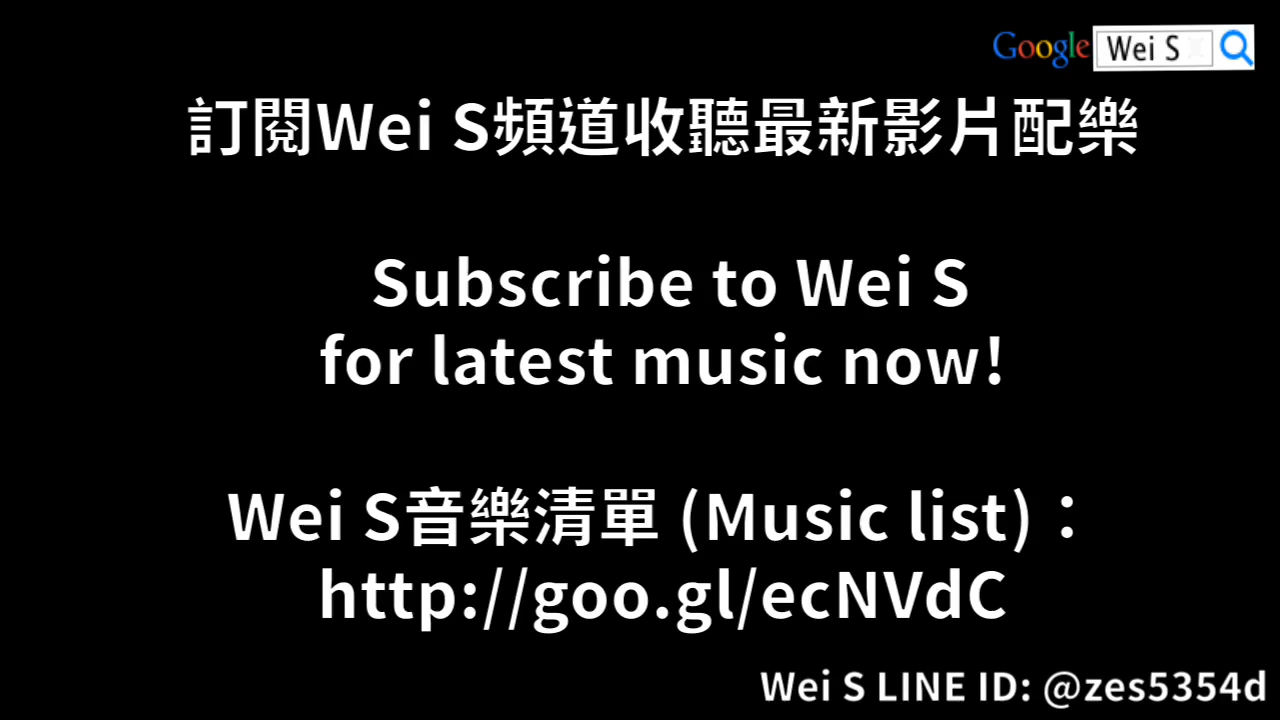 Google Wei S
訂閱Wei S頻道收聽最新影片配樂
Subscribe to Wei S
for latest music now!
Wei S音樂清單 (Music list)：
http://goo.gl/ecNVdC
Wei S LINE ID: @zes5354d